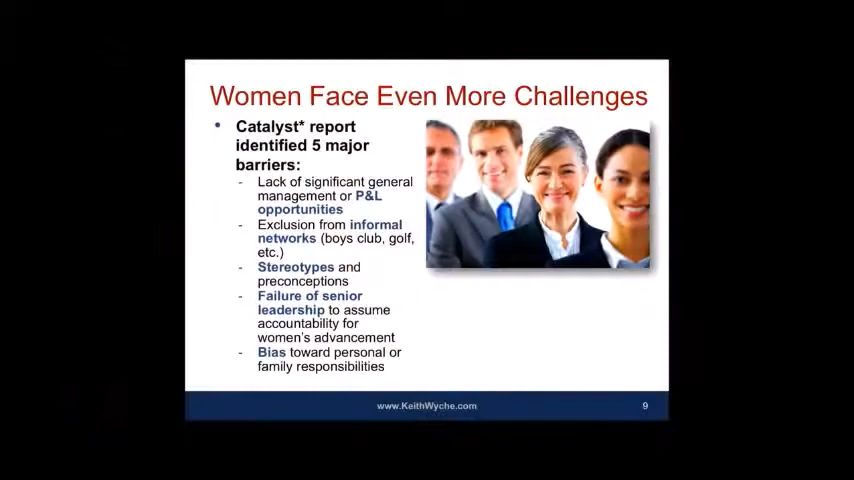 Women Face Even More Challenges
• Catalyst* report
identified 5 major
barriers:
- Lack of significant general
management or P&L
opportunities
- Exclusion from informal
networks (boys club, golf,
etc.)
- Stereotypes and
preconceptions
- Failure of senior
leadership to assume
accountability for
women's advancement
- Bias toward personal or
family responsibilities
www.KeithWyche.com
9